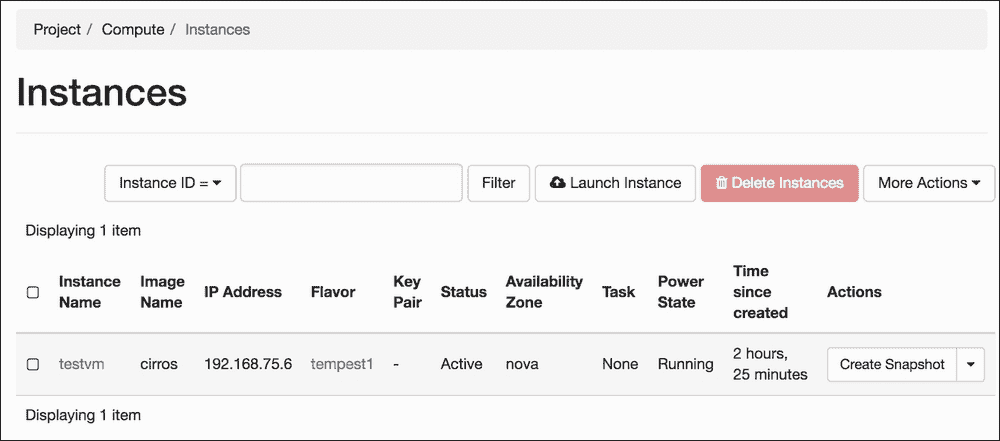 Project / Compute / Instances
Instances
Instance ID = Filter Launch Instance Delete Instances More Actions
Displaying 1 item
Instance Name Image Name IP Address Flavor Key Pair Status Availability Zone Task Power State Time since created Actions
testvm cirros 192.168.75.6 tempest1 - Active nova None Running 2 hours, 25 minutes Create Snapshot
Displaying 1 item